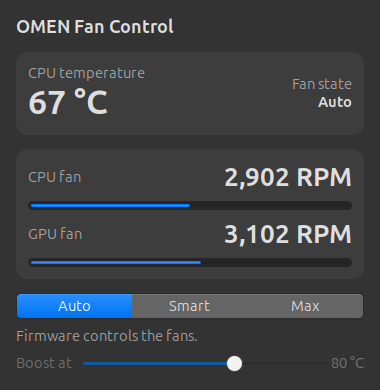 OMEN Fan Control
CPU temperature
67 °C
Fan state
Auto
CPU fan
2,902 RPM
GPU fan
3,102 RPM
Auto Smart Max
Firmware controls the fans.
Boost at 80 °C